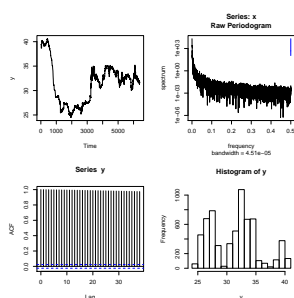 y
25 30 35 40
0 1000 3000 5000
Time
Series: x
Raw Periodogram
spectrum
1e-06 1e-03 1e+00 1e+03
0.0 0.1 0.2 0.3 0.4 0.5
frequency
bandwidth = 4.51e-05
Series y
ACF
0.0 0.2 0.4 0.6 0.8 1.0
0 10 20 30
Lag
Histogram of y
Frequency
0 200 600 1000
25 30 35 40
y